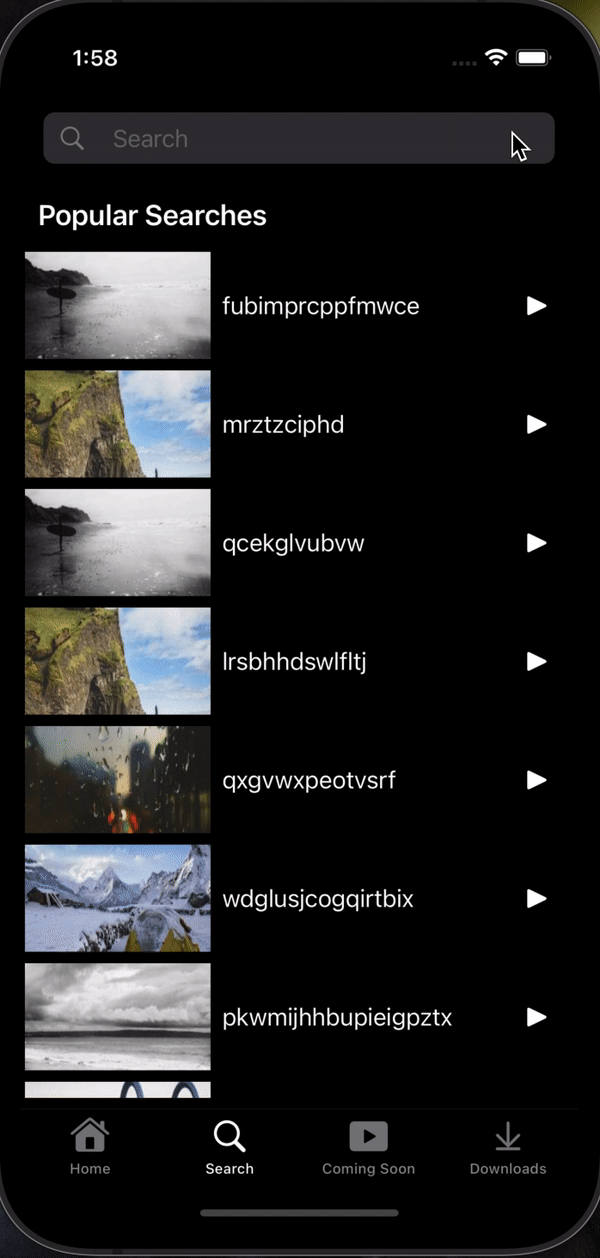 1:58
Search
Popular Searches
fubimprcppfmwce
mrztzciphd
qcekglvubvw
lrsbhhdswlfltj
qxgvwxpeotvsrf
wdglusjcogqirtbix
pkwmijhhbupieigpztx
Home
Search
Coming Soon
Downloads